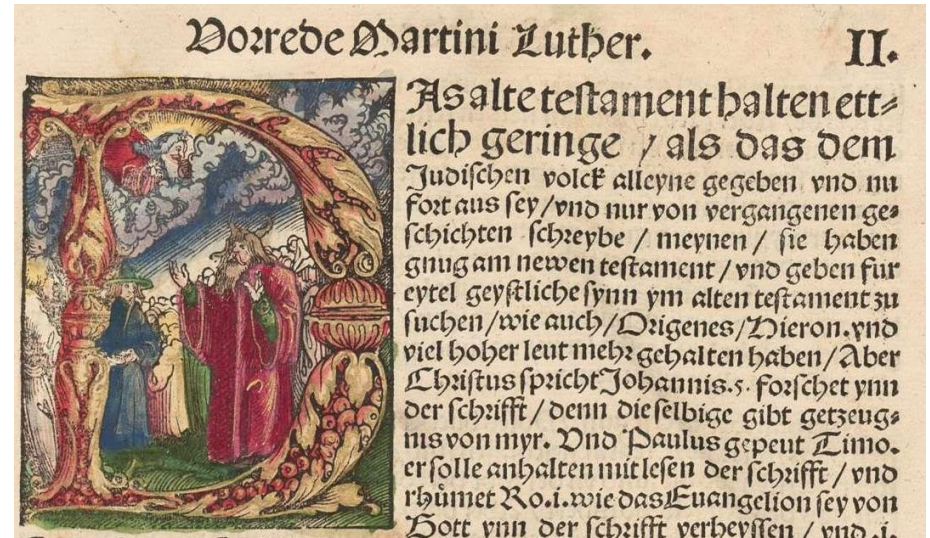 Vorrede Martini Luther.
II.
DAs alte testament halten ett⸗
lich geringe / als das dem
Judischen volck alleyne gegeben vnd nu
fort aus sey / vnd nur von vergangenen ge⸗
schichten schreybe / meynen / sie haben
gnug am newen testament / vnd geben fur
eytel geystliche synn ym alten testament zu
suchen / wie auch / Origenes / Hieron. vnd
viel hoher leut mehr gehalten haben / Aber
Christus spricht Johannis. 5. forschet ynn
der schrifft / denn die selbige gibt getzeug⸗
nis von myr. Vnd Paulus gepeut Timo.
er solle anhalten mit lesen der schrifft / vnd
rhůmet Ro. i. wie das Euangelion sey von
Gott ynn der schrifft verheyssen / vnd .i.